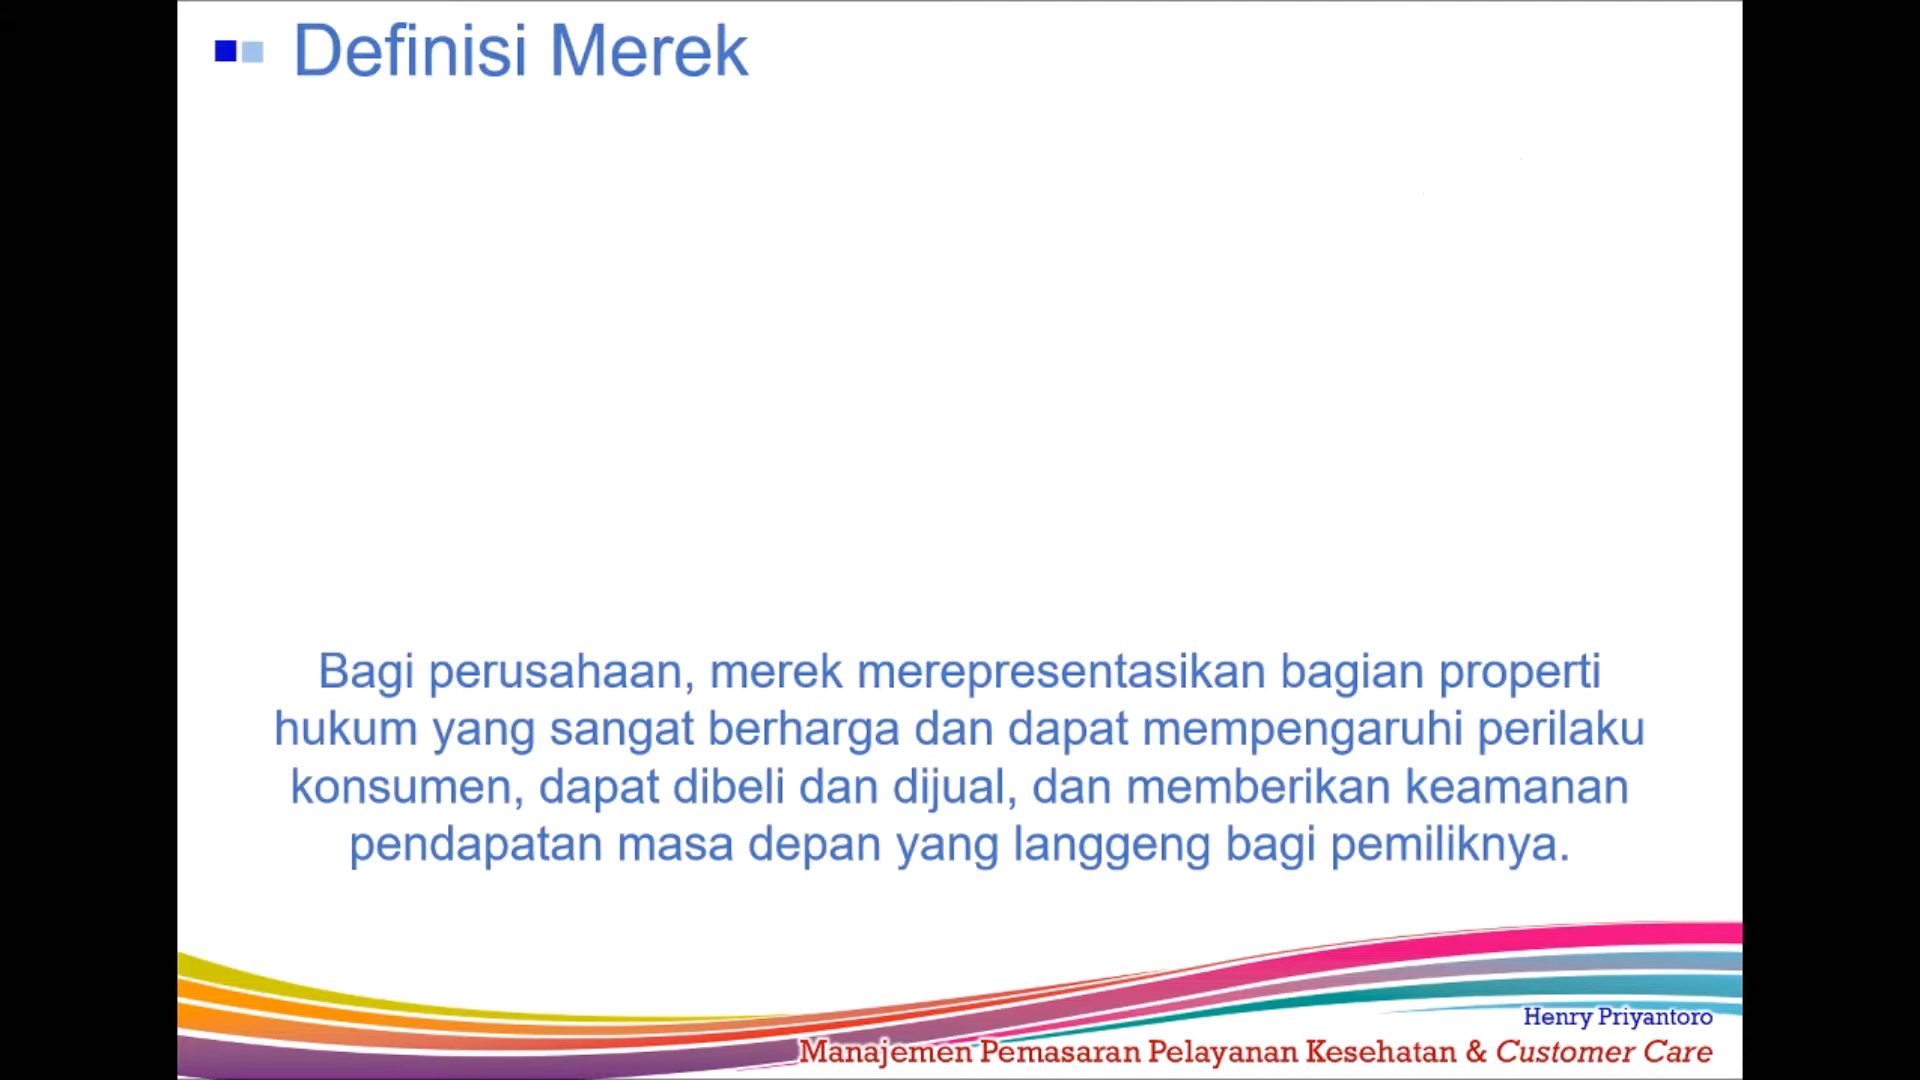 Definisi Merek
Bagi perusahaan, merek merepresentasikan bagian properti
hukum yang sangat berharga dan dapat mempengaruhi perilaku
konsumen, dapat dibeli dan dijual, dan memberikan keamanan
pendapatan masa depan yang langgeng bagi pemiliknya.
Henry Priyantoro
Manajemen Pemasaran Pelayanan Kesehatan & Customer Care